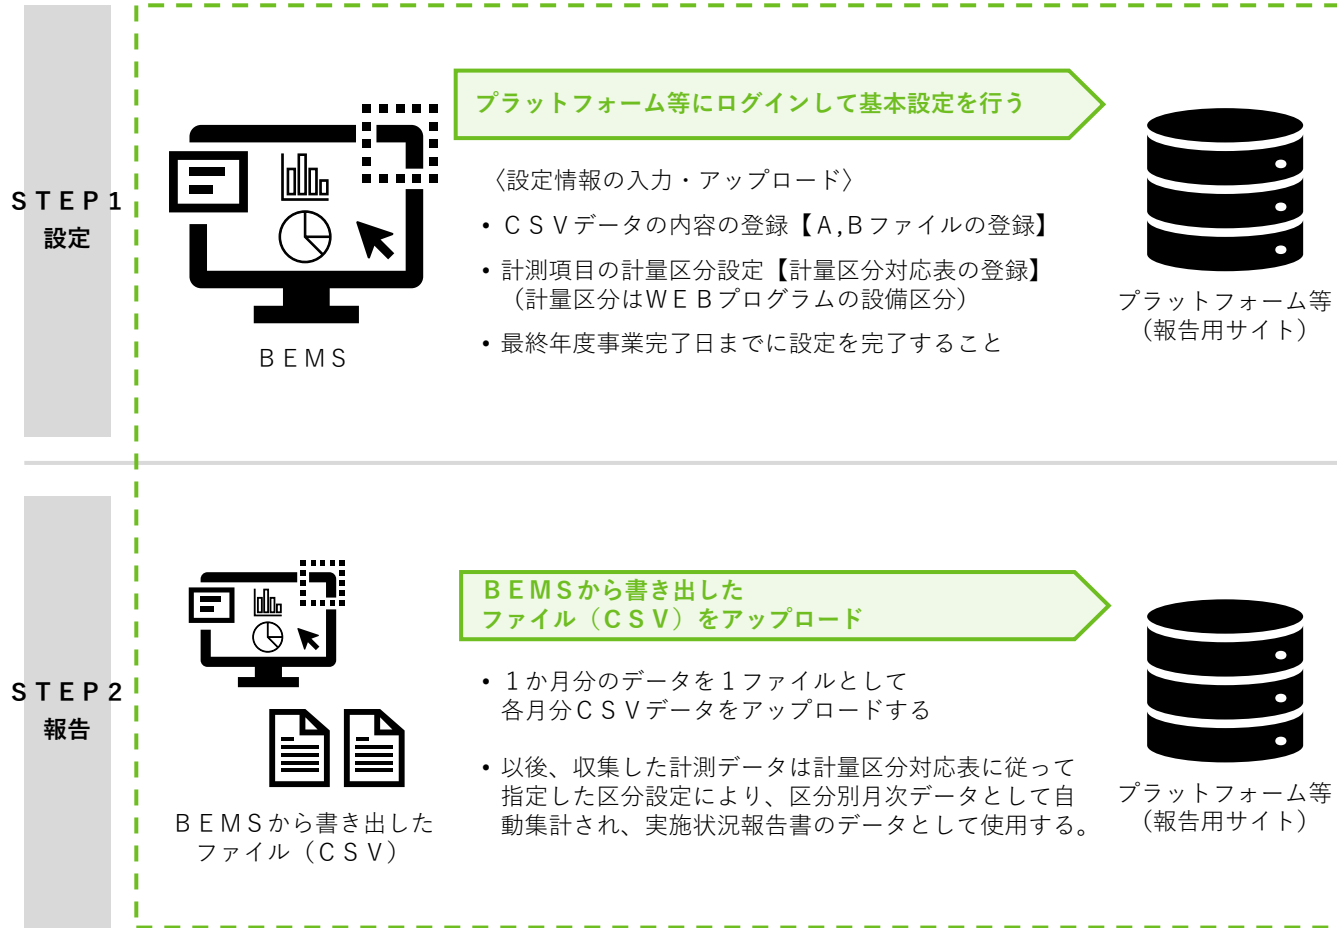 ＳＴＥＰ１
設定
ＢＥＭＳ
プラットフォーム等にログインして基本設定を行う
〈設定情報の入力・アップロード〉
• ＣＳＶデータの内容の登録【Ａ,Ｂファイルの登録】
• 計測項目の計量区分設定【計量区分対応表の登録】
（計量区分はＷＥＢプログラムの設備区分）
• 最終年度事業完了日までに設定を完了すること
プラットフォーム等
（報告用サイト）
ＳＴＥＰ２
報告
ＢＥＭＳから書き出した
ファイル（ＣＳＶ）
ＢＥＭＳから書き出した
ファイル（ＣＳＶ）をアップロード
• １か月分のデータを１ファイルとして
各月分ＣＳＶデータをアップロードする
• 以後、収集した計測データは計量区分対応表に従って
指定した区分設定により、区分別月次データとして自
動集計され、実施状況報告書のデータとして使用する。
プラットフォーム等
（報告用サイト）